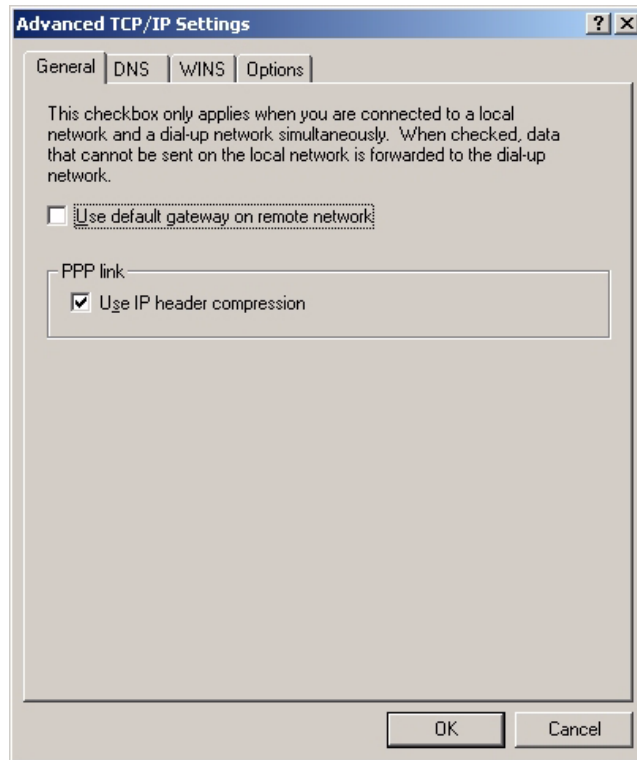 Advanced TCP/IP Settings
General DNS WINS Options
This checkbox only applies when you are connected to a local
network and a dial-up network simultaneously. When checked, data
that cannot be sent on the local network is forwarded to the dial-up
network.
Use default gateway on remote network
PPP link
Use IP header compression
OK Cancel